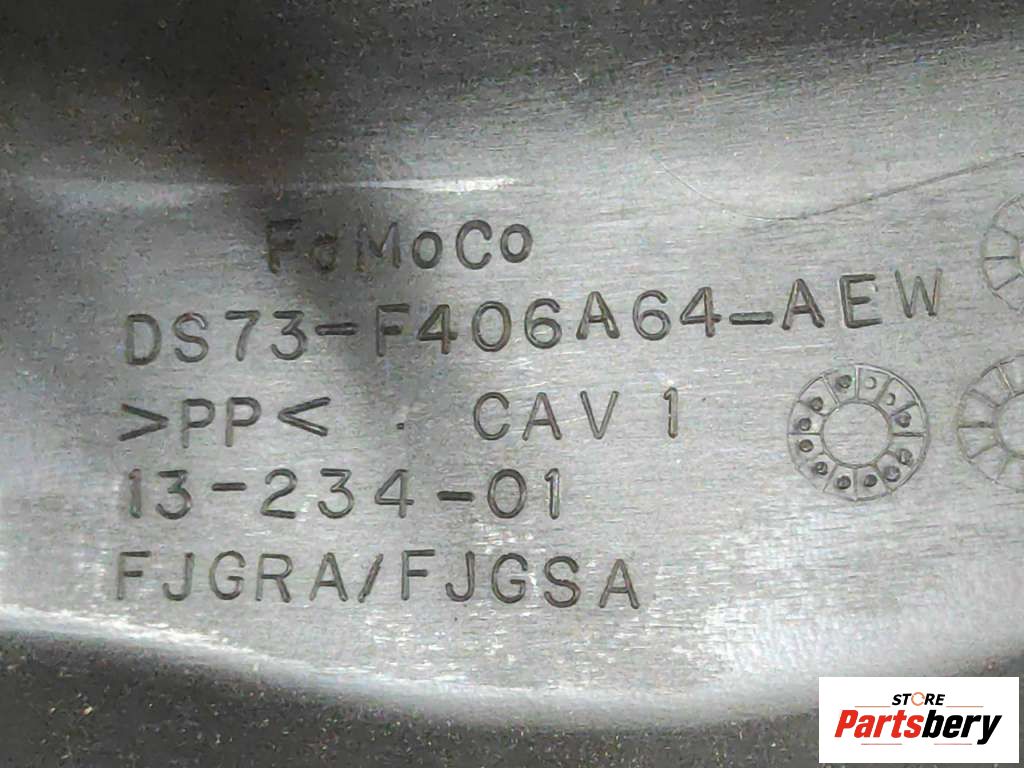 FoMoCo
DS73-F406A64-AEW
>PP< . CAV 1
13-234-01
FJGRA/FJGSA
STORE
Partsbery